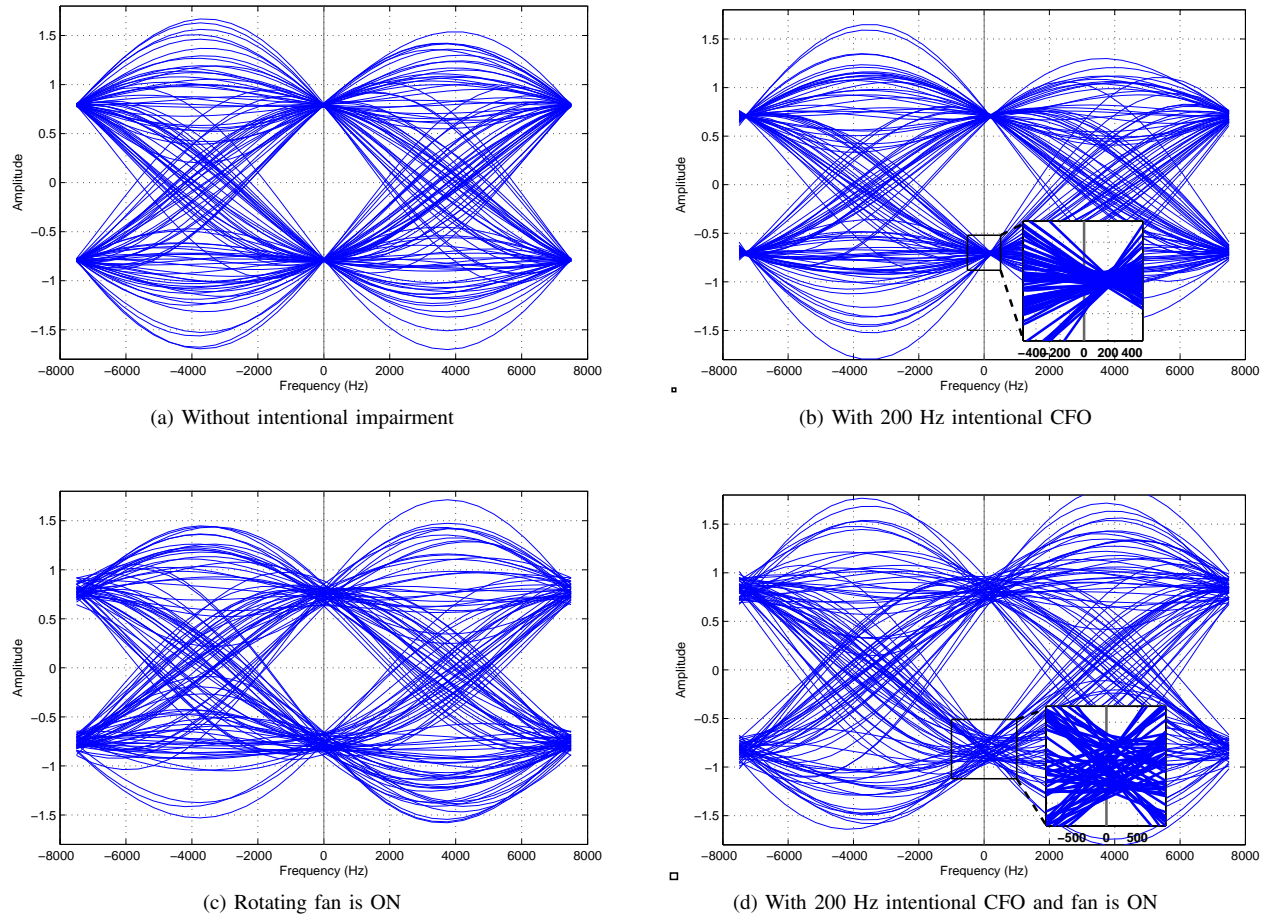 1.5
1
0.5
0
−0.5
−1
−1.5
Amplitude
−8000 −6000 −4000 −2000 0 2000 4000 6000 8000
Frequency (Hz)
(a) Without intentional impairment
1.5
1
0.5
0
−0.5
−1
−1.5
Amplitude
−400 −200 0 200 400
−8000 −6000 −4000 −2000 0 2000 4000 6000 8000
Frequency (Hz)
(b) With 200 Hz intentional CFO
1.5
1
0.5
0
−0.5
−1
−1.5
Amplitude
−8000 −6000 −4000 −2000 0 2000 4000 6000 8000
Frequency (Hz)
(c) Rotating fan is ON
1.5
1
0.5
0
−0.5
−1
−1.5
Amplitude
−500 0 500
−8000 −6000 −4000 −2000 0 2000 4000 6000 8000
Frequency (Hz)
(d) With 200 Hz intentional CFO and fan is ON